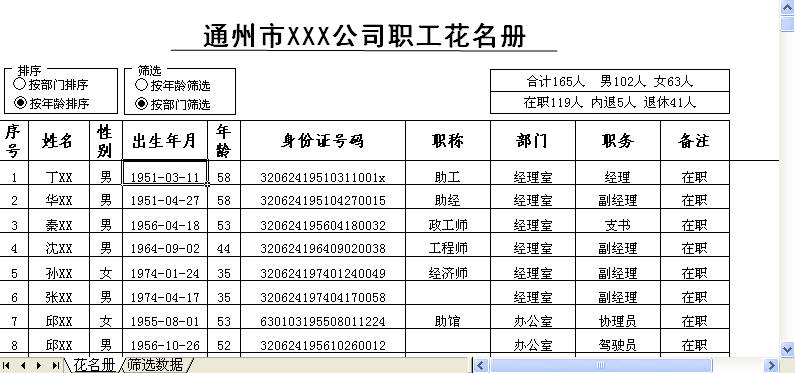 通州市XXX公司职工花名册
排序
按部门排序
按年龄排序
筛选
按年龄筛选
按部门筛选
合计165人 男102人 女63人
在职119人 内退5人 退休41人
序号 姓名 性别 出生年月 年龄 身份证号码 职称 部门 职务 备注
1 丁XX 男 1951-03-11 58 32062419510311001x 助工 经理室 经理 在职
2 华XX 男 1951-04-27 58 320624195104270015 助经 经理室 副经理 在职
3 秦XX 男 1956-04-18 53 320624195604180032 政工师 经理室 支书 在职
4 沈XX 男 1964-09-02 44 320624196409020038 工程师 经理室 副经理 在职
5 孙XX 女 1974-01-24 35 320624197401240049 经济师 经理室 副经理 在职
6 张XX 男 1974-04-17 35 320624197404170058 经理室 副经理 在职
7 邱XX 女 1955-08-01 53 630103195508011224 助馆 办公室 协理员 在职
8 邱XX 男 1956-10-26 52 320624195610260012 办公室 驾驶员 在职
花名册 筛选数据